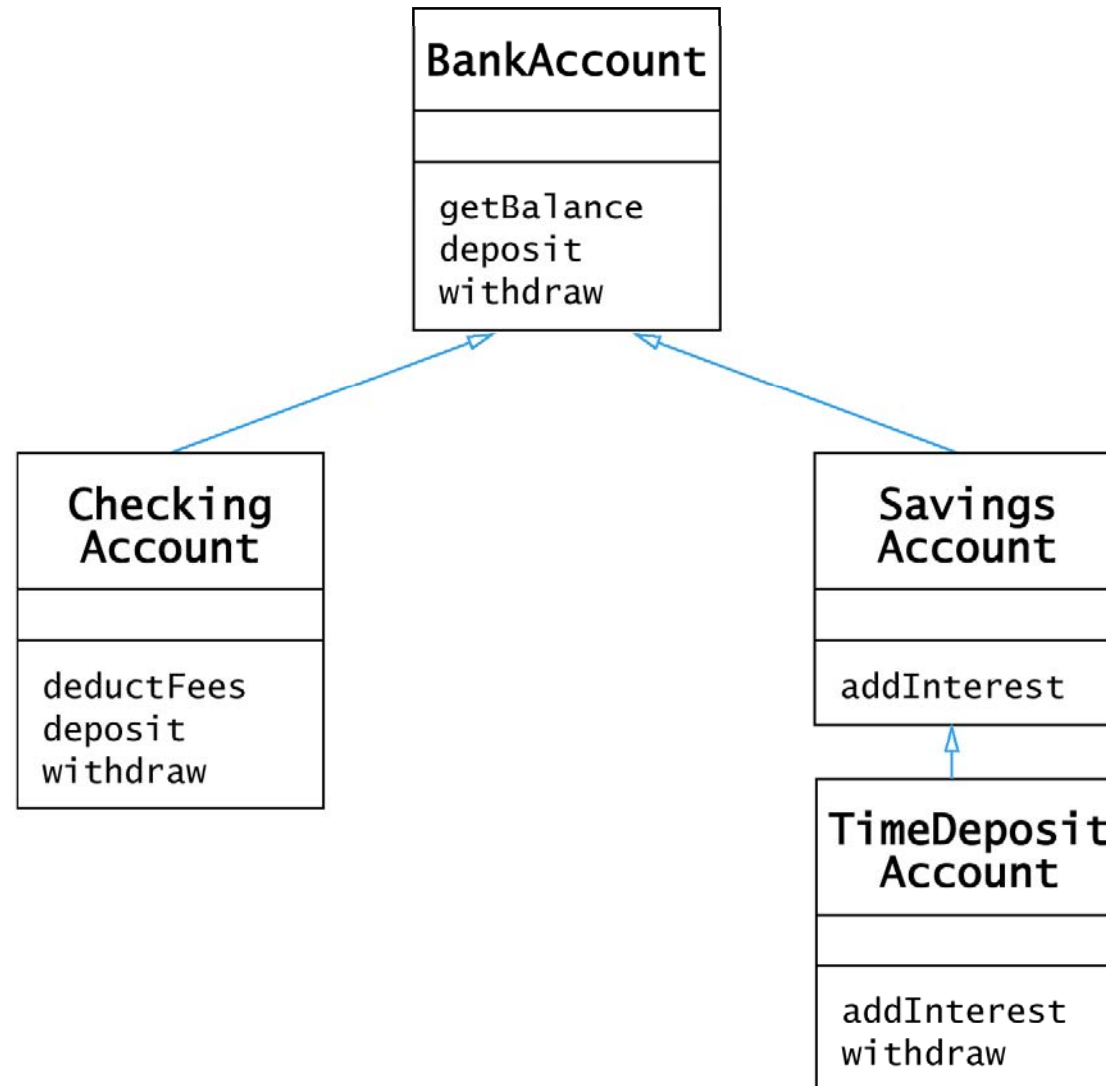 BankAccount
getBalance
deposit
withdraw
Checking
Account
deductFees
deposit
withdraw
Savings
Account
addInterest
TimeDeposit
Account
addInterest
withdraw